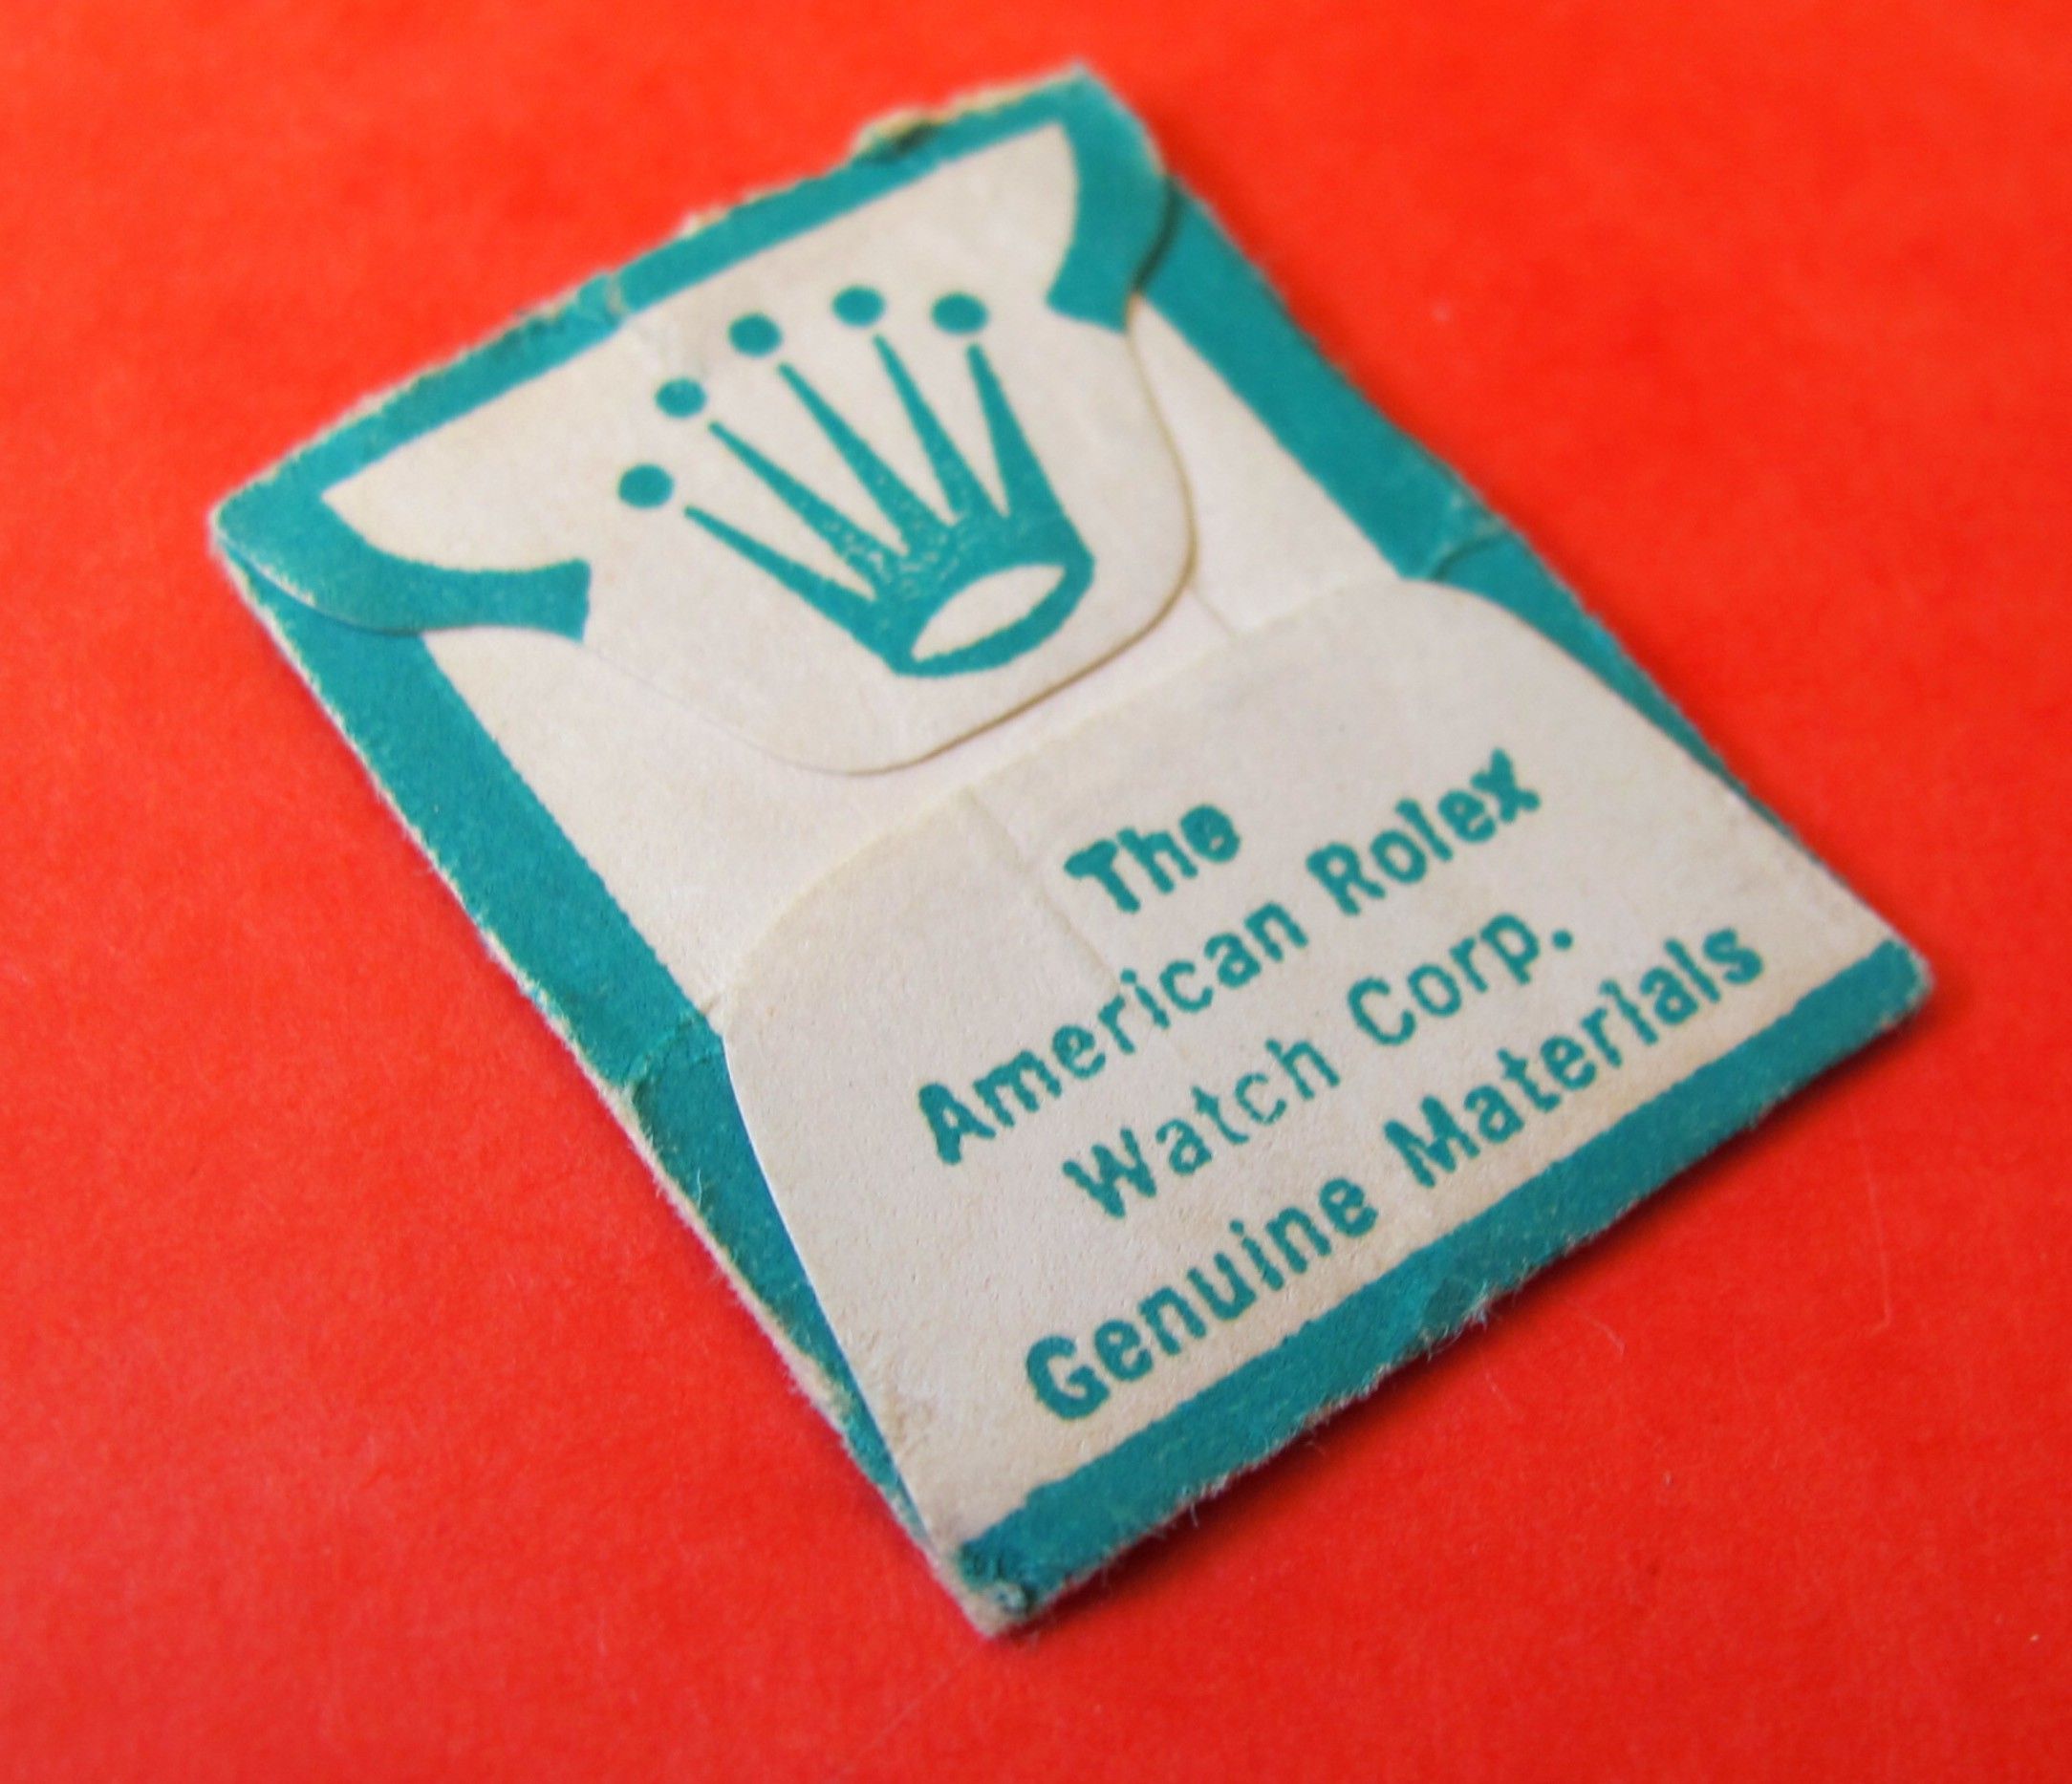 The
American Rolex
Watch Corp.
Genuine Materials